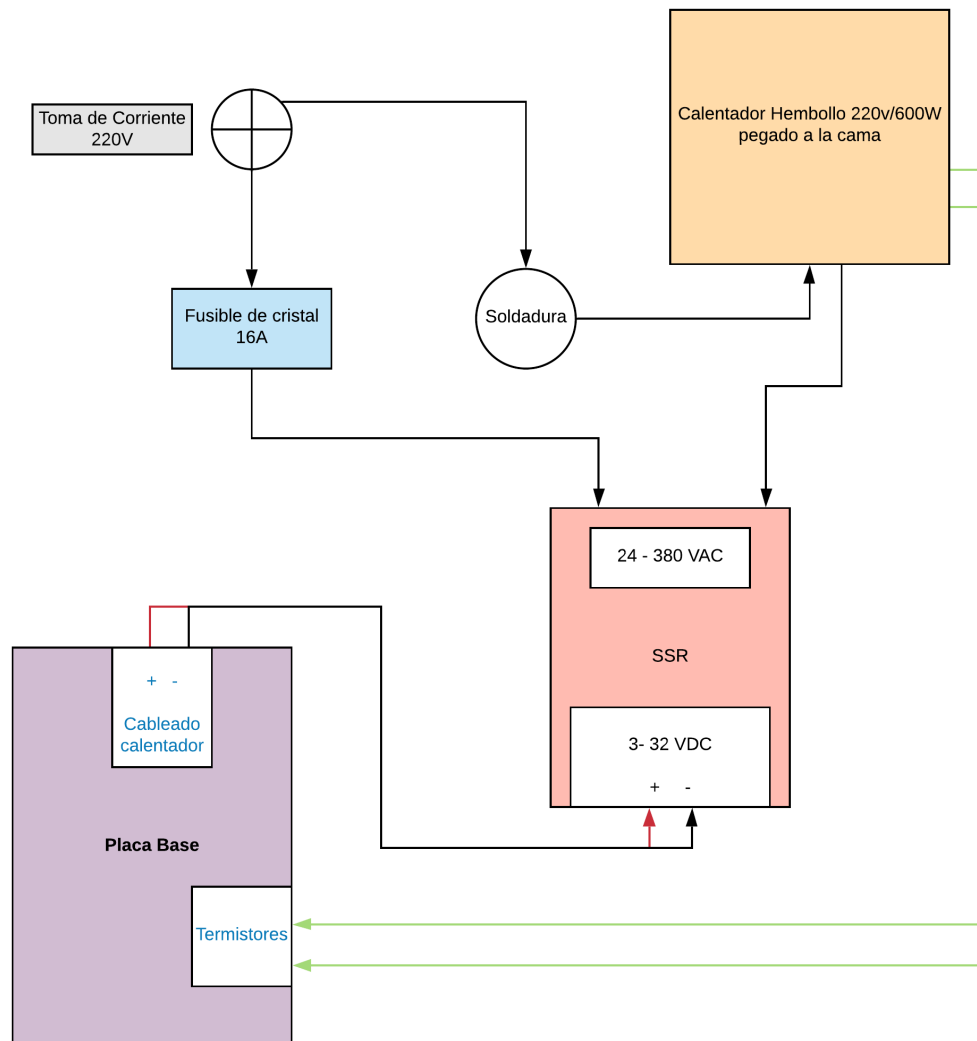 Toma de Corriente
220V
Calentador Hembollo 220v/600W
pegado a la cama
Fusible de cristal
16A
Soldadura
24 - 380 VAC
SSR
3- 32 VDC
+ -
+ -
Cableado
calentador
Placa Base
Termistores